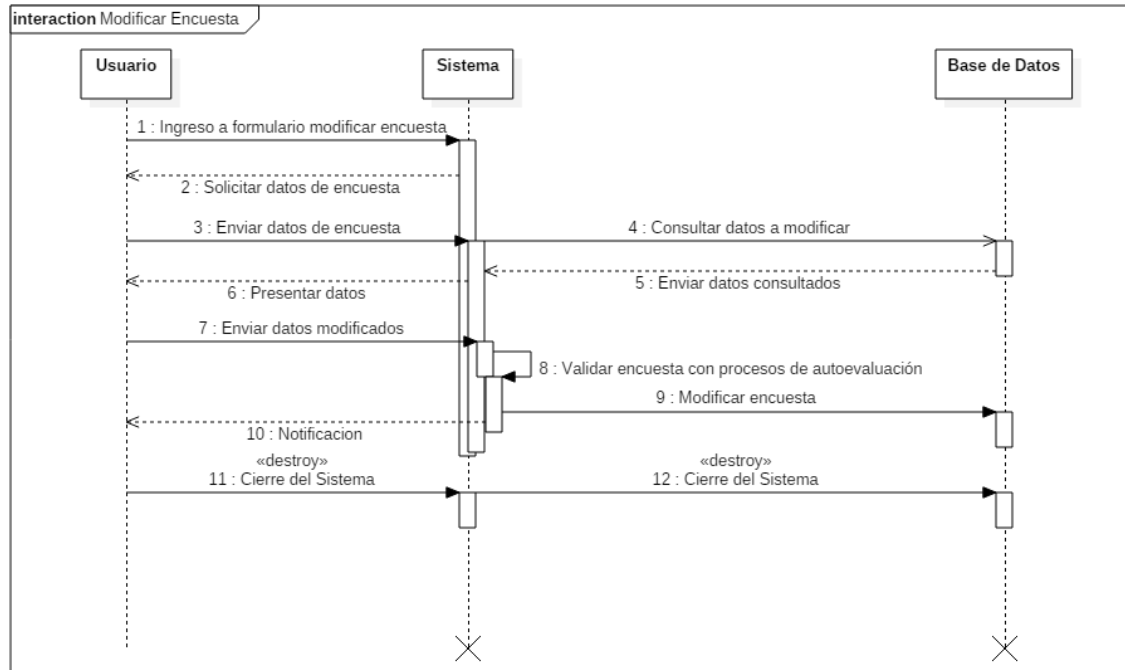 interaction Modificar Encuesta
Usuario
Sistema
Base de Datos
1 : Ingreso a formulario modificar encuesta
2 : Solicitar datos de encuesta
3 : Enviar datos de encuesta
4 : Consultar datos a modificar
5 : Enviar datos consultados
6 : Presentar datos
7 : Enviar datos modificados
8 : Validar encuesta con procesos de autoevaluación
9 : Modificar encuesta
10 : Notificacion
«destroy»
11 : Cierre del Sistema
«destroy»
12 : Cierre del Sistema